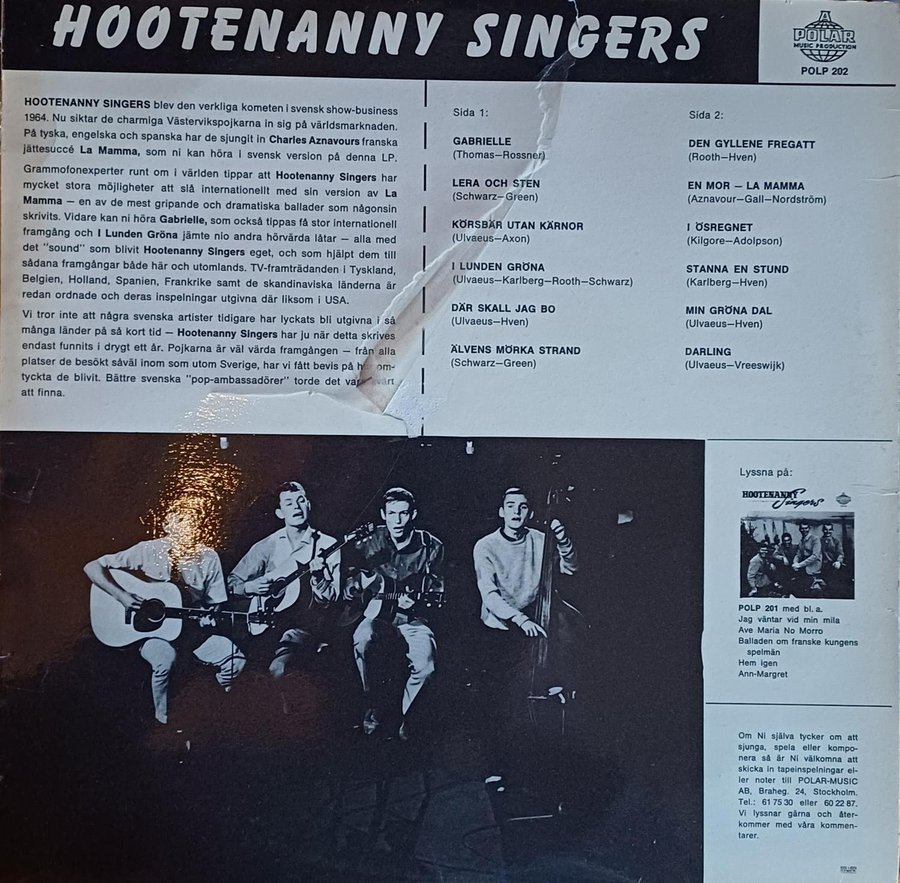 HOOTENANNY SINGERS
A
POLAR
MUSIC PRODUCTION
POLP 202
HOOTENANNY SINGERS blev den verkliga kometen i svensk show-business
1964. Nu siktar de charmiga Västervikspojkarna in sig på världsmarknaden.
På tyska, engelska och spanska har de sjungit in Charles Aznavours franska
jättesuccé La Mamma, som ni kan höra i svensk version på denna LP.
Grammofonexperter runt om i världen tippar att Hootenanny Singers har
mycket stora möjligheter att slå internationellt med sin version av La
Mamma – en av de mest gripande och dramatiska ballader som någonsin
skrivits. Vidare kan ni höra Gabrielle, som också tippas få stor internationell
framgång och I Lunden Gröna jämte nio andra hörvärda låtar – alla med
det "sound" som blivit Hootenanny Singers eget, och som hjälpt dem till
sådana framgångar både här och utomlands. TV-framträdanden i Tyskland,
Belgien, Holland, Spanien, Frankrike samt de skandinaviska länderna är
redan ordnade och deras inspelningar utgivna där liksom i USA.
Vi tror inte att några svenska artister tidigare har lyckats bli utgivna i så
många länder på så kort tid – Hootenanny Singers har ju när detta skrives
endast funnits i drygt ett år. Pojkarna är väl värda framgången – från alla
platser de besökt såväl inom som utom Sverige, har vi fått bevis på h om-
tyckta de blivit. Bättre svenska "pop-ambassadörer" torde det vara svårt
att finna.
Sida 1:
GABRIELLE
(Thomas–Rossner)
LERA OCH STEN
(Schwarz–Green)
KÖRSBÄR UTAN KÄRNOR
(Ulvaeus–Axon)
I LUNDEN GRÖNA
(Ulvaeus–Karlberg–Rooth–Schwarz)
DÄR SKALL JAG BO
(Ulvaeus–Hven)
ÄLVENS MÖRKA STRAND
(Schwarz–Green)
Sida 2:
DEN GYLLENE FREGATT
(Rooth–Hven)
EN MOR – LA MAMMA
(Aznavour–Gall–Nordström)
I ÖSREGNET
(Kilgore–Adolpson)
STANNA EN STUND
(Karlberg–Hven)
MIN GRÖNA DAL
(Ulvaeus–Hven)
DARLING
(Ulvaeus–Vreeswijk)
Lyssna på:
HOOTENANNY
Singers
POLP 201 med bl. a.
Jag väntar vid min mila
Ave Maria No Morro
Balladen om franske kungens
spelmän
Hem igen
Ann-Margret
Om Ni själva tycker om att
sjunga, spela eller kompo-
nera så är Ni välkomna att
skicka in tapeinspelningar el-
ler noter till POLAR-MUSIC
AB, Braheg. 24, Stockholm.
Tel.: 61 75 30 eller 60 22 87.
Vi lyssnar gärna och åter-
kommer med våra kommen-
tarer.